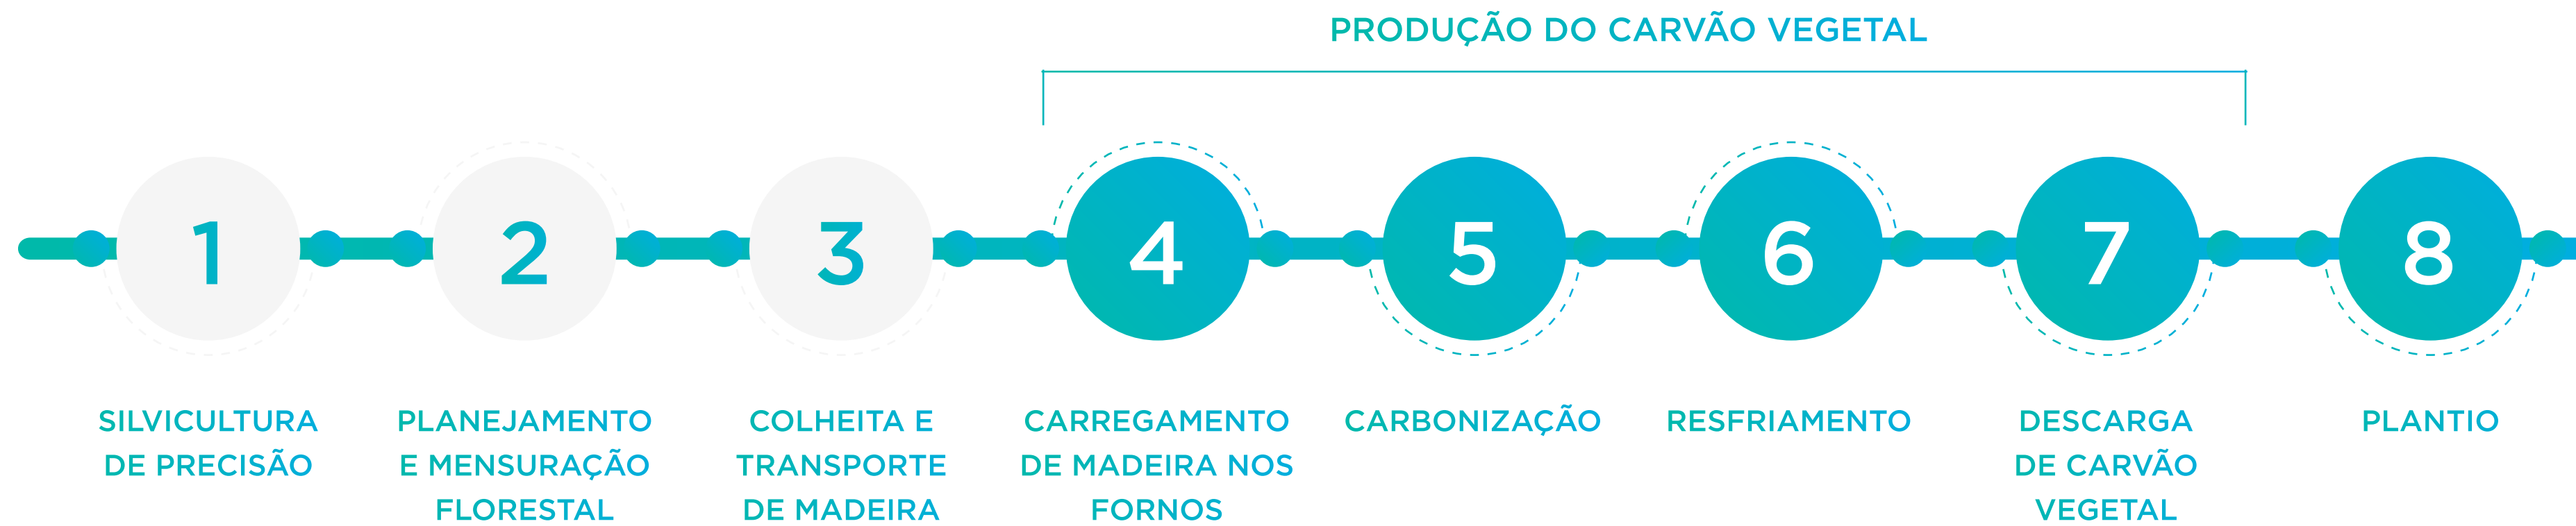 PRODUÇÃO DO CARVÃO VEGETAL
1
2
3
4
5
6
7
8
SILVICULTURA
DE PRECISÃO
PLANEJAMENTO
E MENSURAÇÃO
FLORESTAL
COLHEITA E
TRANSPORTE
DE MADEIRA
CARREGAMENTO
DE MADEIRA NOS
FORNOS
CARBONIZAÇÃO
RESFRIAMENTO
DESCARGA
DE CARVÃO
VEGETAL
PLANTIO